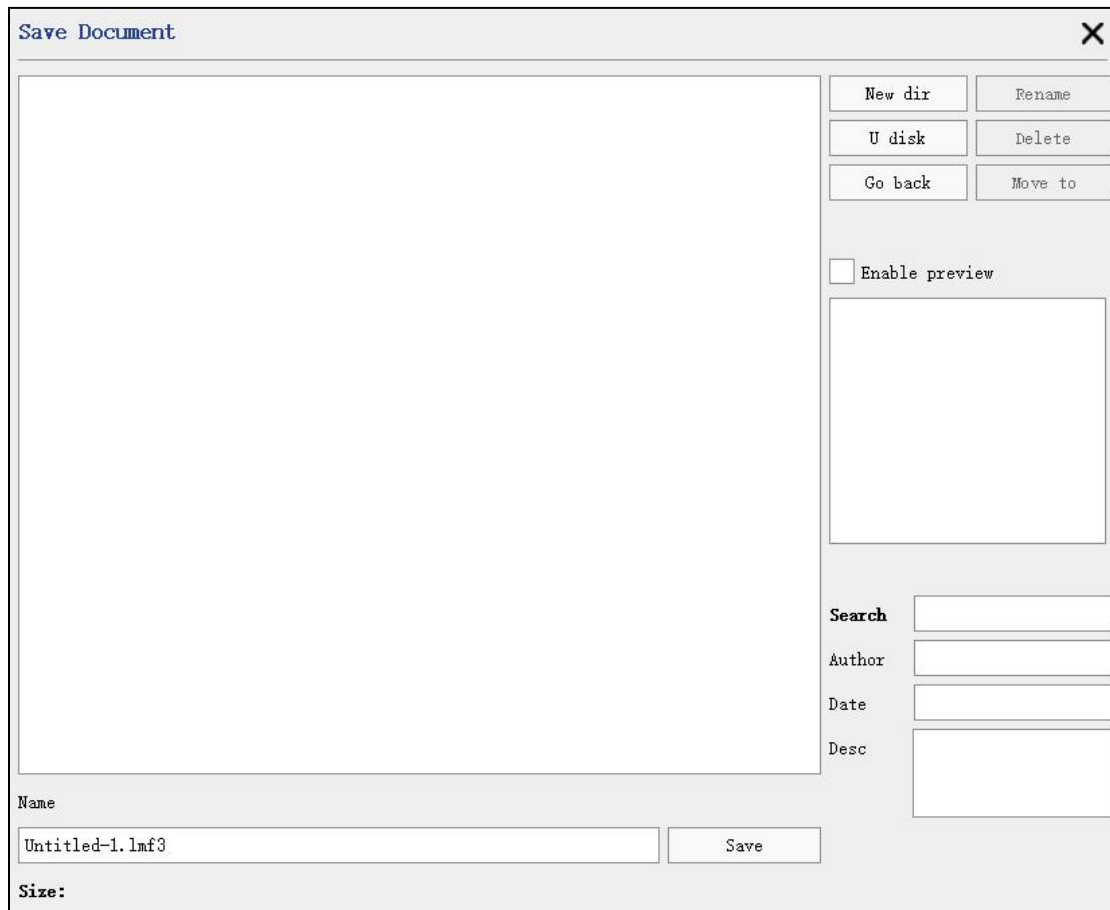 Save Document
New dir
Rename
U disk
Delete
Go back
Move to
Enable preview
Search
Author
Date
Desc
Name
Untitled-1.lmf3
Save
Size: